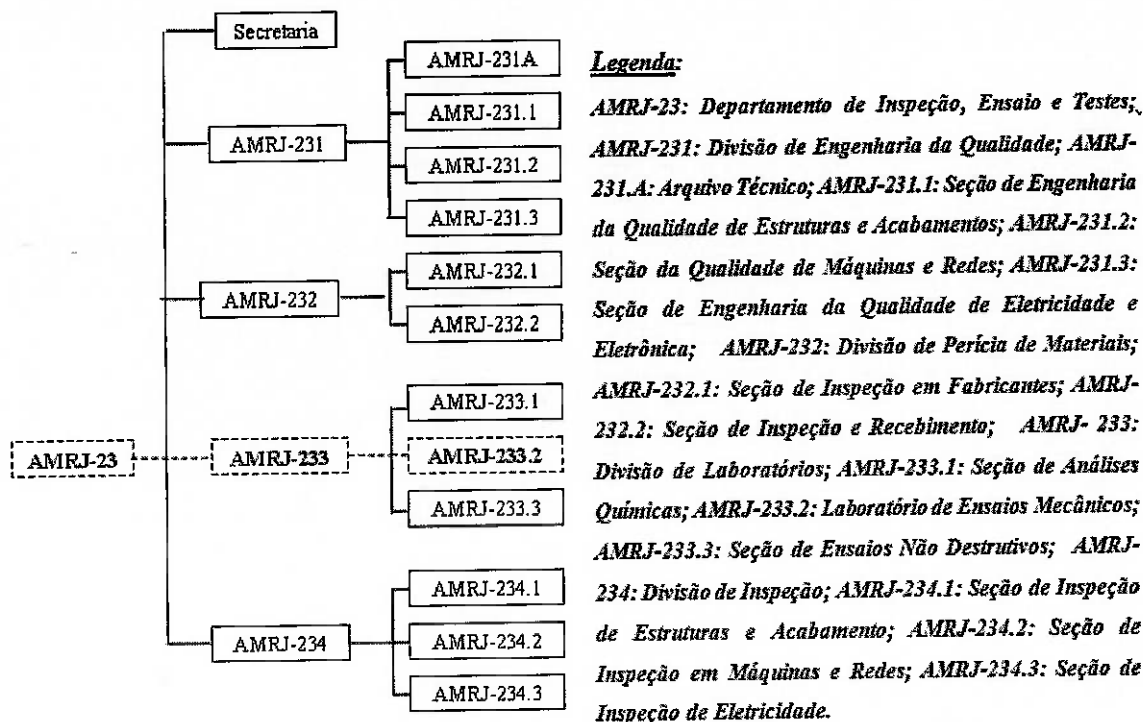 Secretaria
AMRJ-231A
AMRJ-231.1
AMRJ-231
AMRJ-231.2
AMRJ-231.3
AMRJ-232.1
AMRJ-232
AMRJ-232.2
AMRJ-233.1
AMRJ-23
AMRJ-233
AMRJ-233.2
AMRJ-233.3
AMRJ-234.1
AMRJ-234
AMRJ-234.2
AMRJ-234.3
Legenda:
AMRJ-23: Departamento de Inspeção, Ensaio e Testes;
AMRJ-231: Divisão de Engenharia da Qualidade; AMRJ-
231.A: Arquivo Técnico; AMRJ-231.1: Seção de Engenharia
da Qualidade de Estruturas e Acabamentos; AMRJ-231.2:
Seção da Qualidade de Máquinas e Redes; AMRJ-231.3:
Seção de Engenharia da Qualidade de Eletricidade e
Eletrônica; AMRJ-232: Divisão de Perícia de Materiais;
AMRJ-232.1: Seção de Inspeção em Fabricantes; AMRJ-
232.2: Seção de Inspeção e Recebimento; AMRJ- 233:
Divisão de Laboratórios; AMRJ-233.1: Seção de Análises
Químicas; AMRJ-233.2: Laboratório de Ensaios Mecânicos;
AMRJ-233.3: Seção de Ensaios Não Destrutivos; AMRJ-
234: Divisão de Inspeção; AMRJ-234.1: Seção de Inspeção
de Estruturas e Acabamento; AMRJ-234.2: Seção de
Inspeção em Máquinas e Redes; AMRJ-234.3: Seção de
Inspeção de Eletricidade.